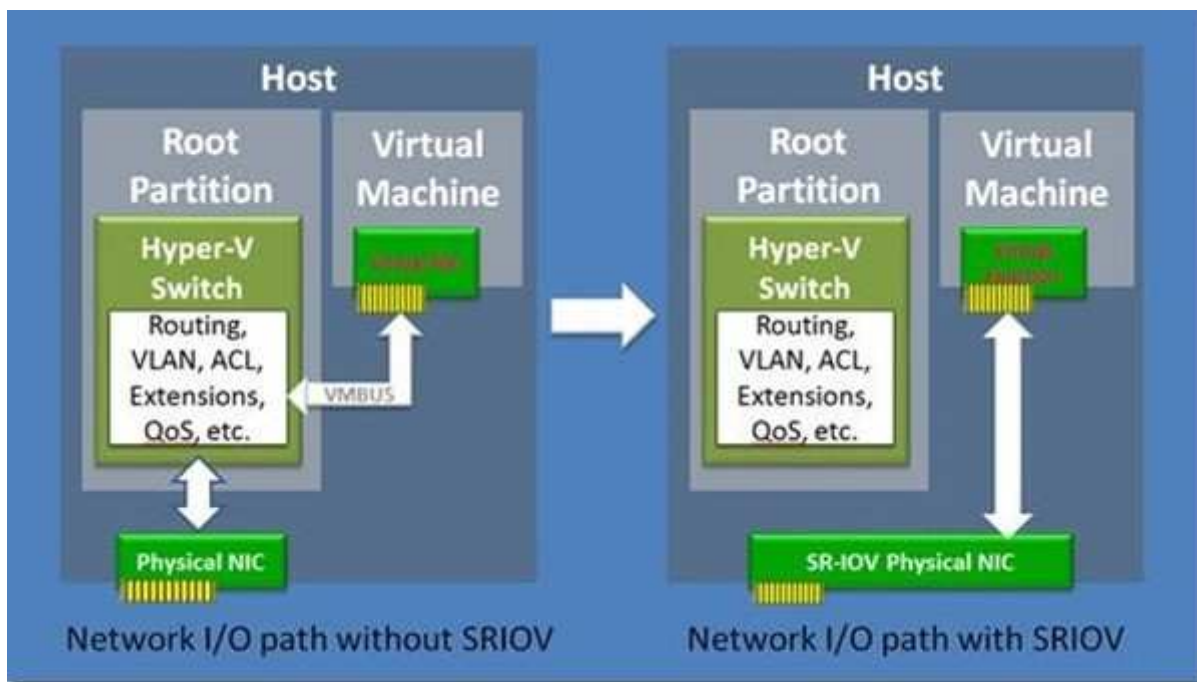 Host
Root
Partition
Virtual
Machine
Hyper-V
Switch
Routing,
VLAN, ACL,
Extensions,
QoS, etc.
VMBUS
Physical NIC
Network I/O path without SRIOV
Host
Root
Partition
Virtual
Machine
Hyper-V
Switch
Routing,
VLAN, ACL,
Extensions,
QoS, etc.
SR-IOV Physical NIC
Network I/O path with SRIOV